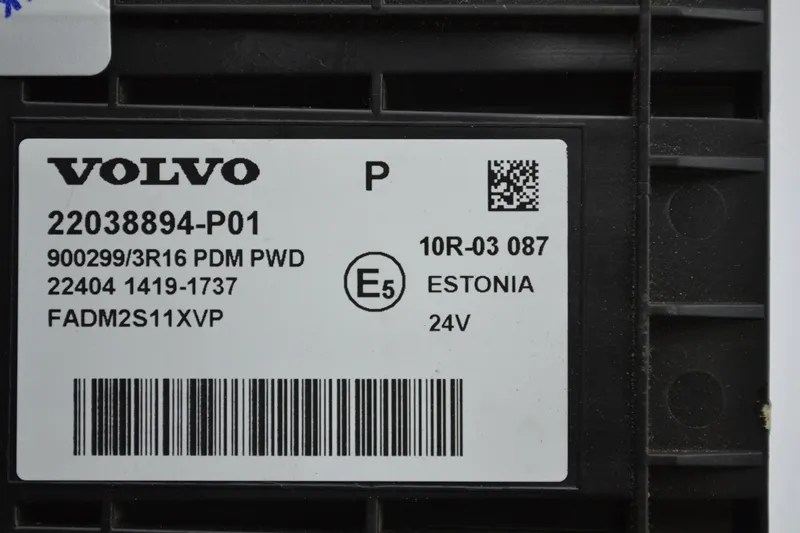 VOLVO P
22038894-P01
900299/3R16 PDM PWD
22404 1419-1737
FADM2S11XVP
10R-03 087
E5
ESTONIA
24V